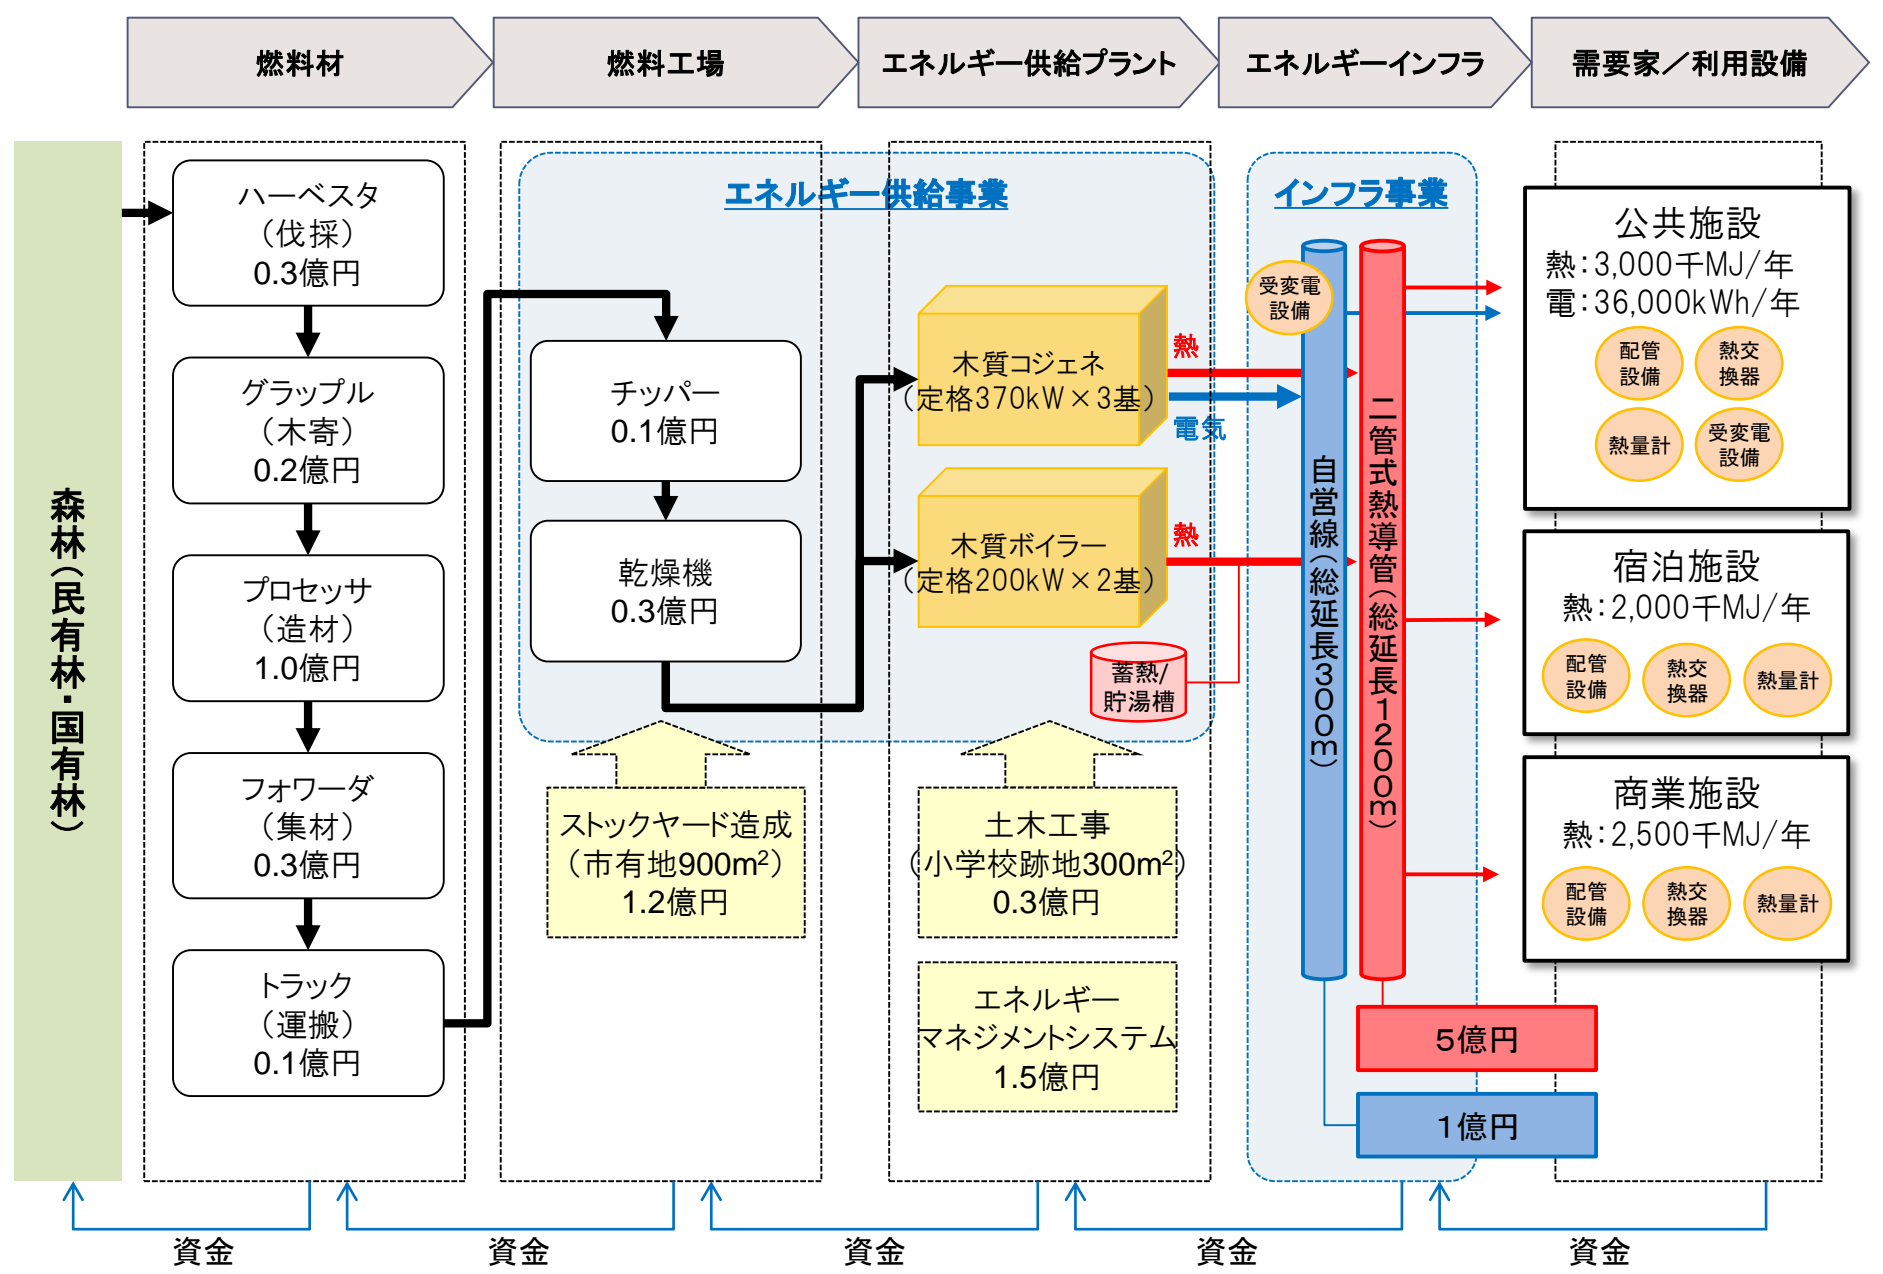 燃料材
燃料工場
エネルギー供給プラント
エネルギーインフラ
需要家／利用設備
森林（民有林・国有林）
ハーベスタ
（伐採）
0.3億円
グラップル
（木寄）
0.2億円
プロセッサ
（造材）
1.0億円
フォワーダ
（集材）
0.3億円
トラック
（運搬）
0.1億円
エネルギー供給事業
チッパー
0.1億円
乾燥機
0.3億円
ストックヤード造成
（市有地900m²）
1.2億円
木質コジェネ
（定格370kW×3基）
熱
電気
木質ボイラー
（定格200kW×2基）
熱
蓄熱/
貯湯槽
土木工事
（小学校跡地300m²）
0.3億円
エネルギー
マネジメントシステム
1.5億円
インフラ事業
受変電
設備
自営線（総延長300m）
二管式熱導管（総延長1200m）
5億円
1億円
公共施設
熱：3,000千MJ/年
電：36,000kWh/年
配管
設備
熱交
換器
熱量計
受変電
設備
宿泊施設
熱：2,000千MJ/年
配管
設備
熱交
換器
熱量計
商業施設
熱：2,500千MJ/年
配管
設備
熱交
換器
熱量計
資金
資金
資金
資金
資金